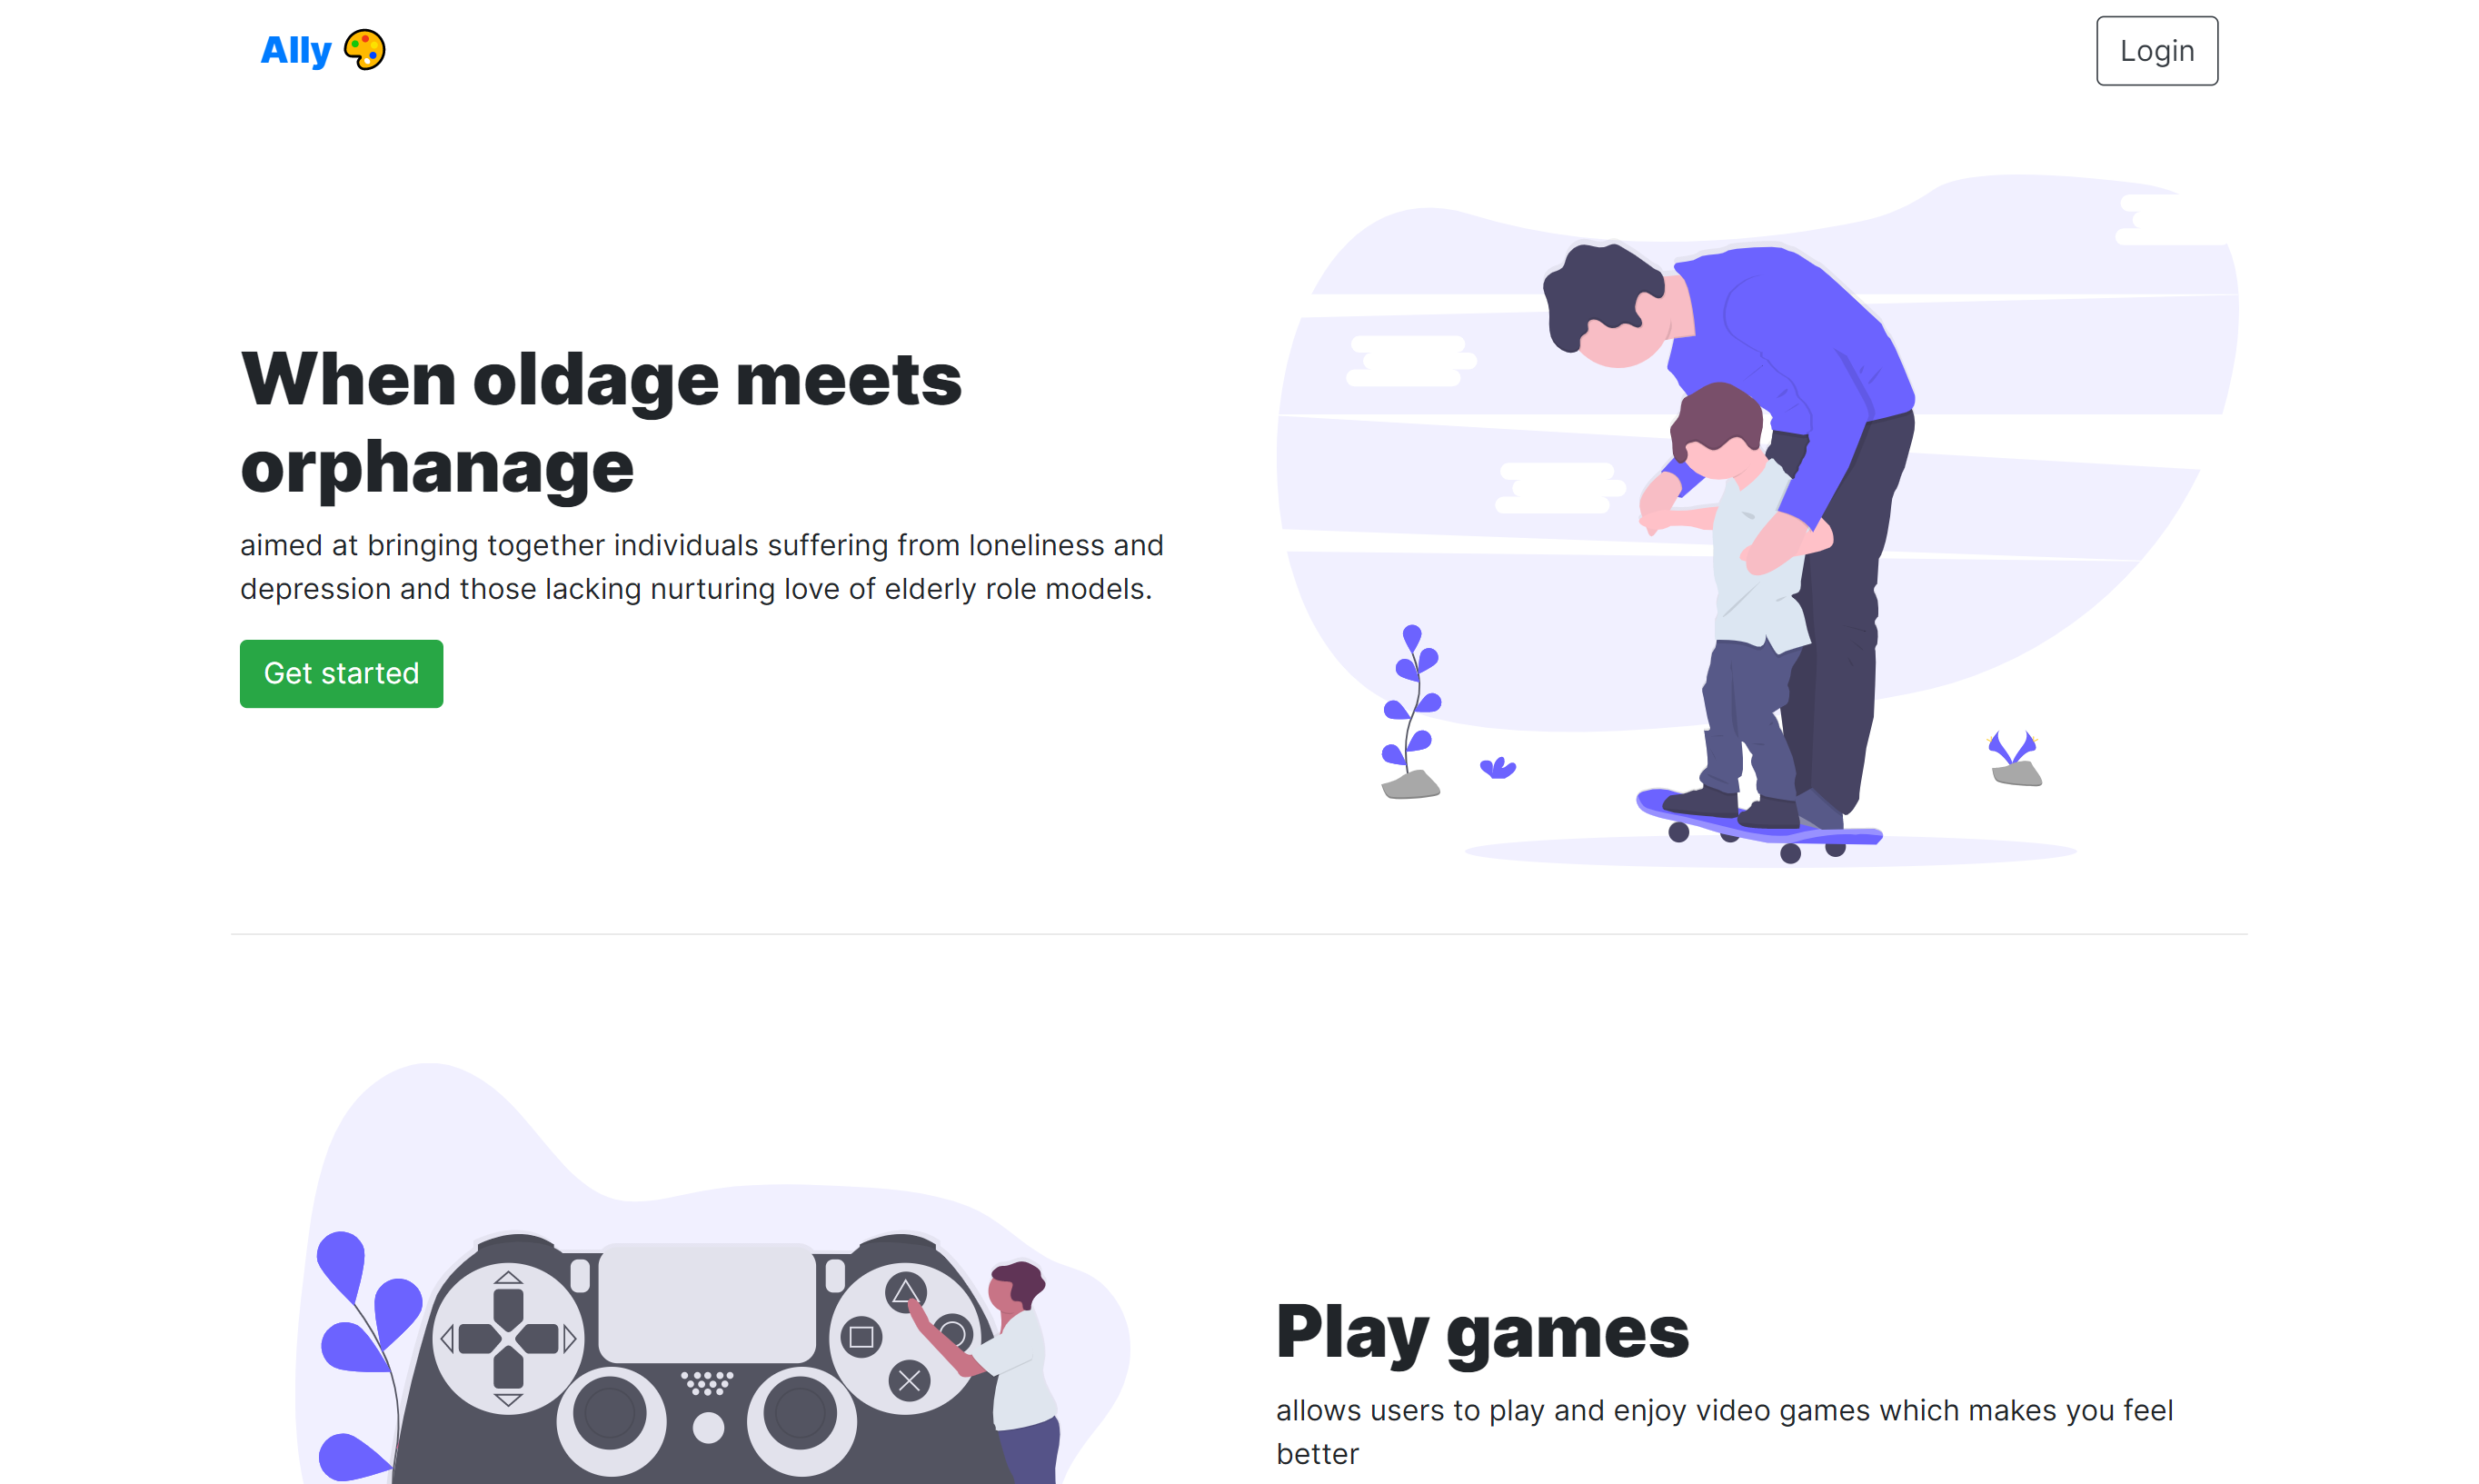 Ally
Login
When oldage meets
orphanage
aimed at bringing together individuals suffering from loneliness and
depression and those lacking nurturing love of elderly role models.
Get started
Play games
allows users to play and enjoy video games which makes you feel
better